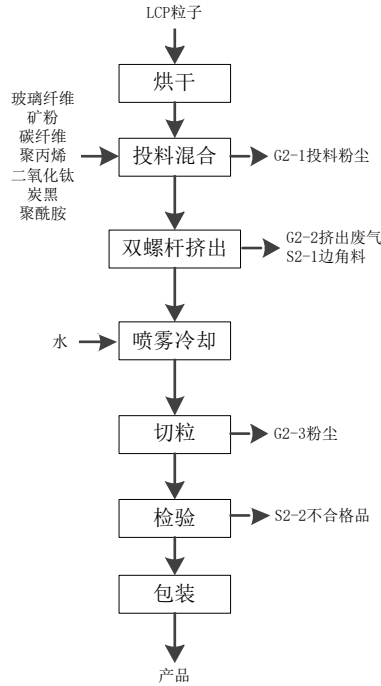 LCP粒子
烘干
玻璃纤维
矿粉
碳纤维
聚丙烯
二氧化钛
炭黑
聚酰胺
投料混合
G2-1投料粉尘
双螺杆挤出
G2-2挤出废气
S2-1边角料
水
喷雾冷却
切粒
G2-3粉尘
检验
S2-2不合格品
包装
产品